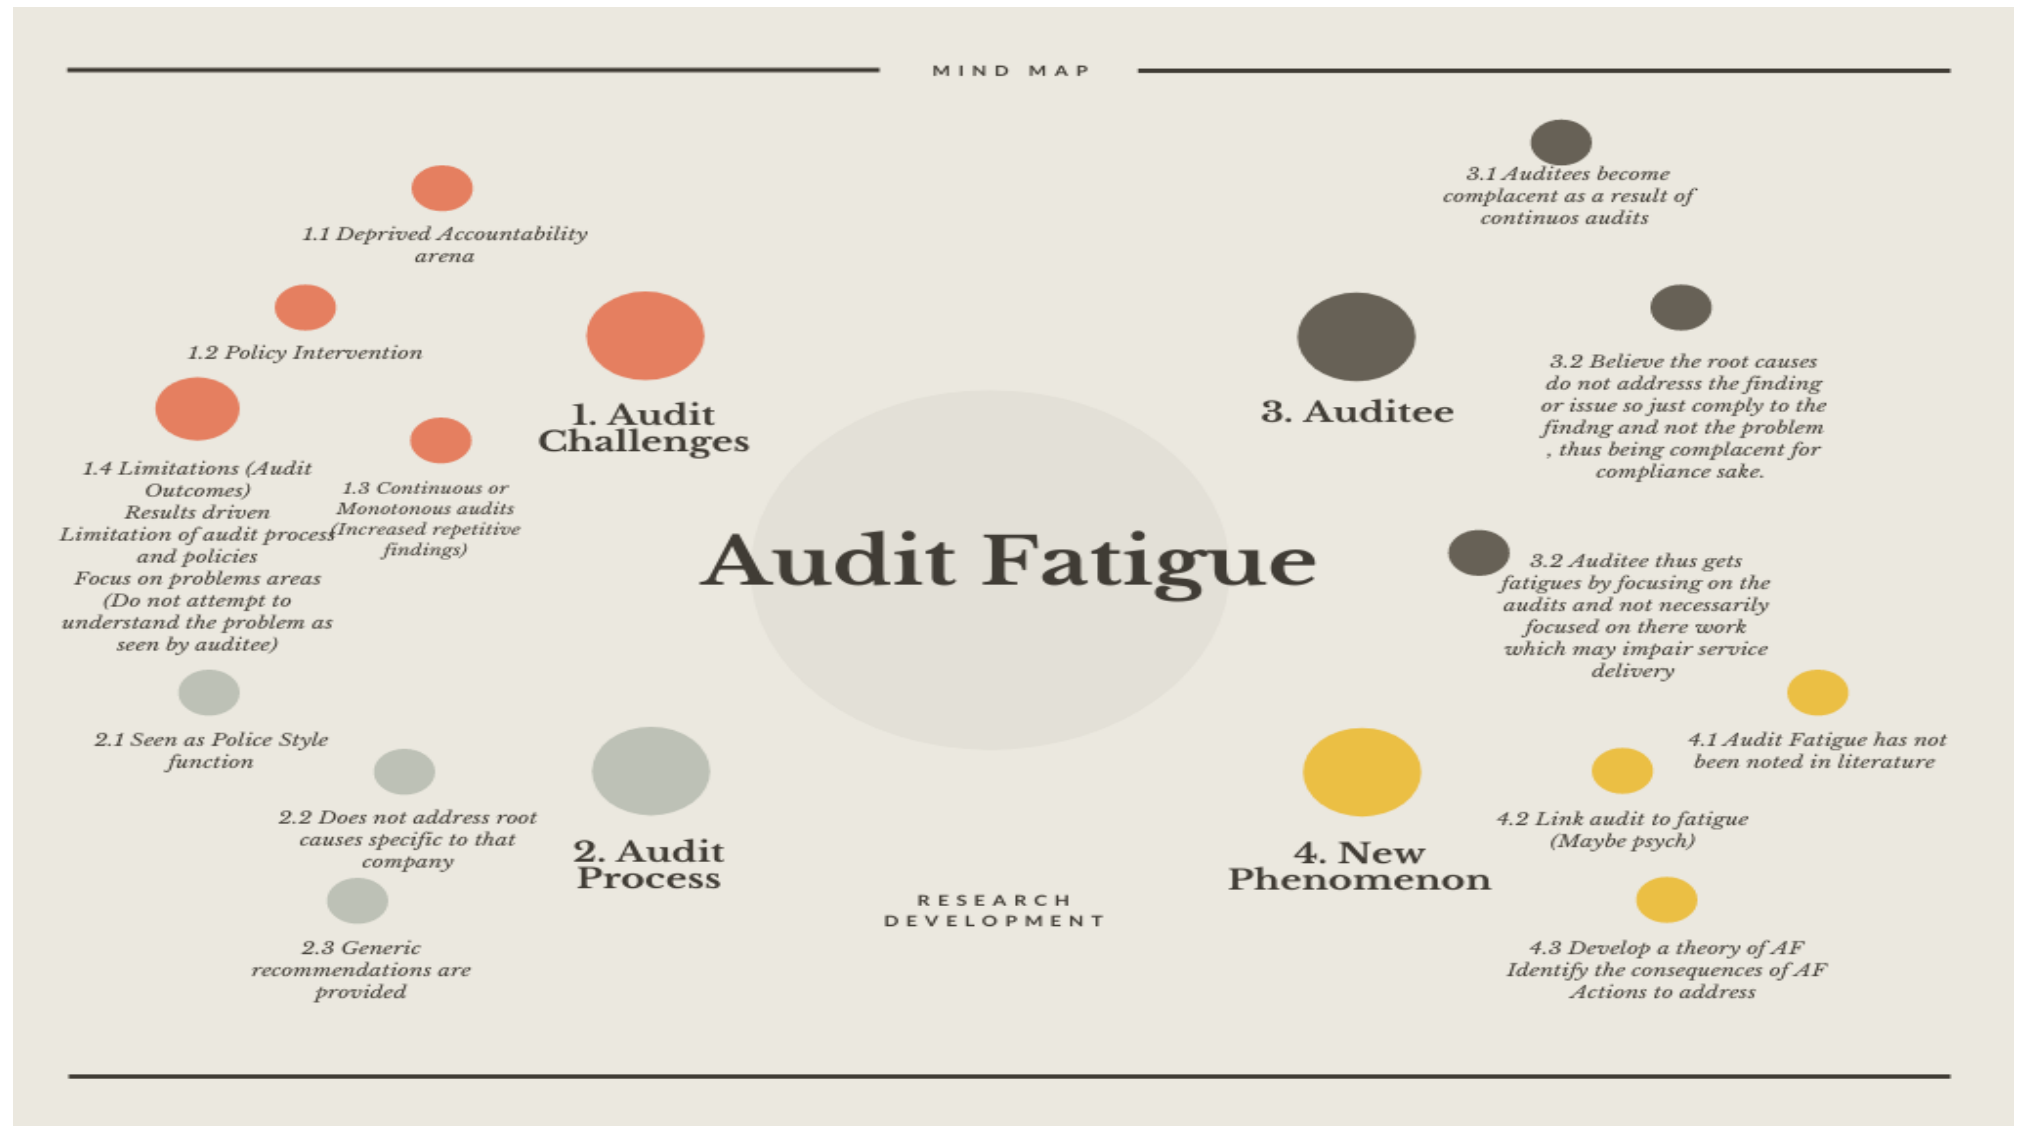 MIND MAP
1.1 Deprived Accountability
arena
1.2 Policy Intervention
1. Audit
Challenges
1.4 Limitations (Audit
Outcomes)
Results driven
Limitation of audit process
and policies
Focus on problems areas
(Do not attempt to
understand the problem as
seen by auditee)
1.3 Continuous or
Monotonous audits
(Increased repetitive
findings)
2.1 Seen as Police Style
function
2.2 Does not address root
causes specific to that
company
2. Audit
Process
2.3 Generic
recommendations are
provided
Audit Fatigue
RESEARCH
DEVELOPMENT
3.1 Auditees become
complacent as a result of
continuos audits
3. Auditee
3.2 Believe the root causes
do not addresss the finding
or issue so just comply to the
findng and not the problem
, thus being complacent for
compliance sake.
3.2 Auditee thus gets
fatigues by focusing on the
audits and not necessarily
focused on there work
which may impair service
delivery
4.1 Audit Fatigue has not
been noted in literature
4.2 Link audit to fatigue
(Maybe psych)
4. New
Phenomenon
4.3 Develop a theory of AF
Identify the consequences of AF
Actions to address